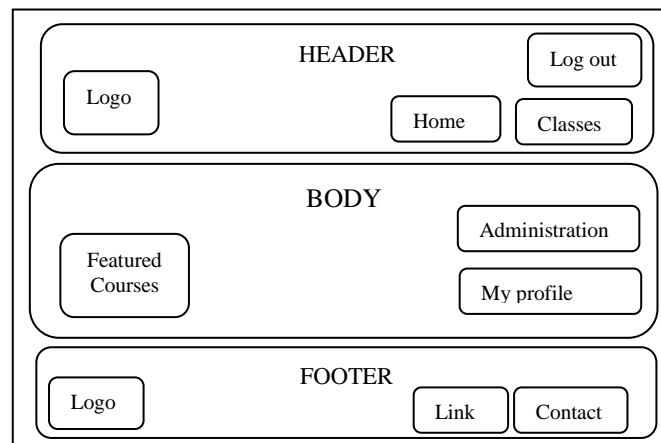 HEADER
Log out
Logo
Home
Classes
BODY
Administration
Featured
Courses
My profile
FOOTER
Logo
Link
Contact